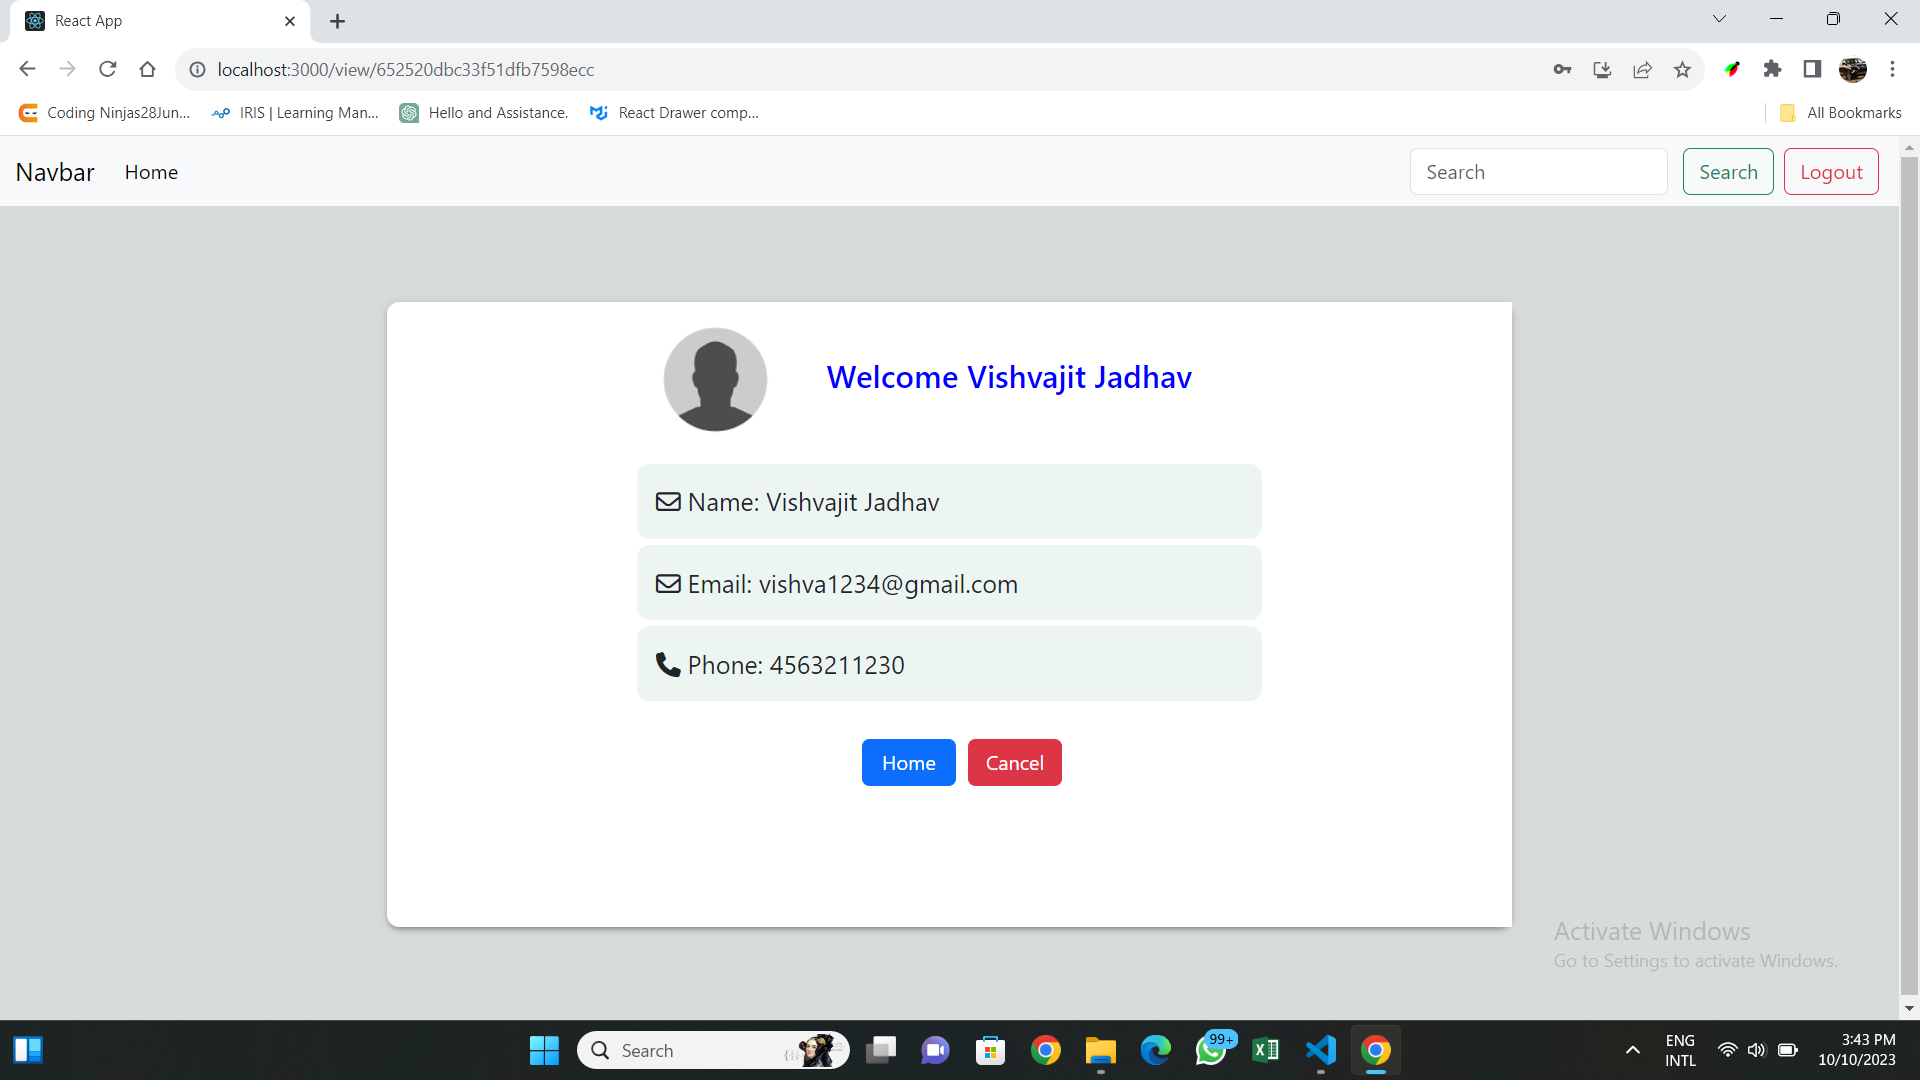 React App
localhost:3000/view/652520dbc33f51dfb7598ecc
Coding Ninjas28Jun... IRIS | Learning Man... Hello and Assistance. React Drawer comp... All Bookmarks
Navbar Home Search Search Logout
Welcome Vishvajit Jadhav
Name: Vishvajit Jadhav
Email: vishva1234@gmail.com
Phone: 4563211230
Home Cancel
Activate Windows
Go to Settings to activate Windows.
Search 99+ ENG 3:43 PM
INTL 10/10/2023